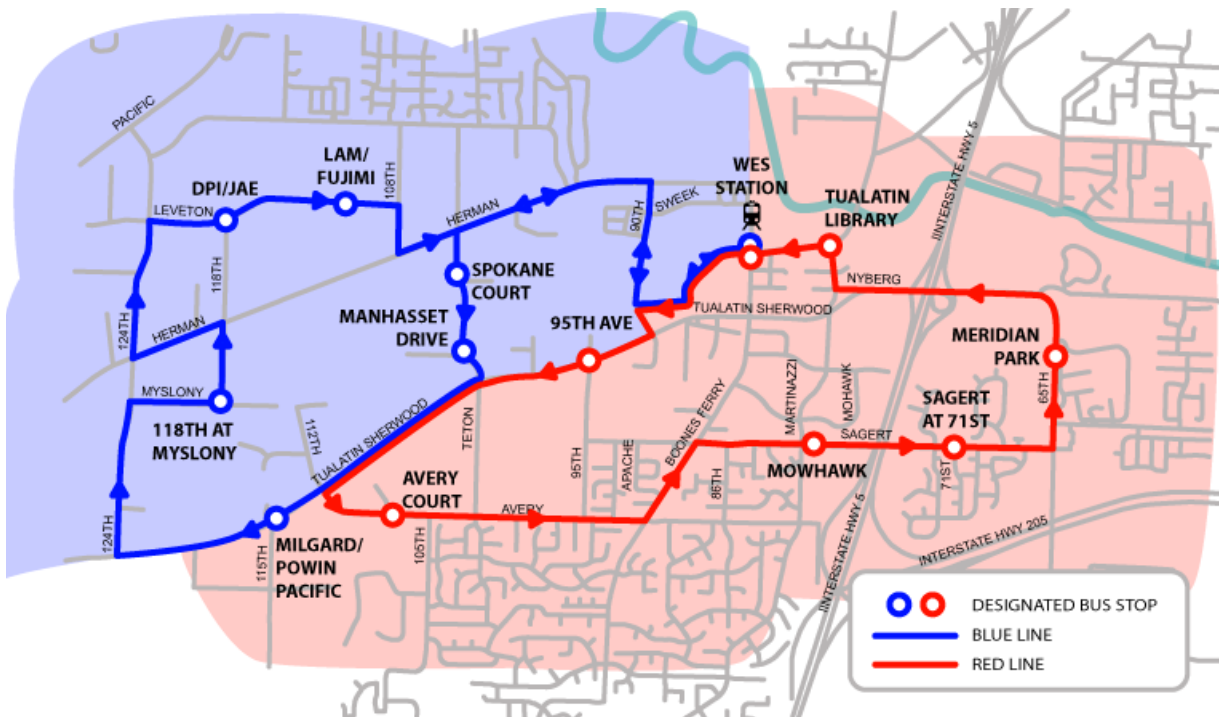 PACIFIC
LAM/
FUJIMI
108TH
DPI/JAE
LEVETON
HERMAN
90TH
SWEEK
WES
STATION
TUALATIN
LIBRARY
IINTERSTATE HWY 5
118TH
SPOKANE
COURT
NYBERG
TUALATIN SHERWOOD
124TH
HERMAN
MANHASSET
DRIVE
95TH AVE
MERIDIAN
PARK
MYSLONY
118TH AT
MYSLONY
112TH
TUALATIN SHERWOOD
TETON
95TH
APACHE
BOONES FERRY
86TH
MARTINAZZI
MOHAWK
SAGERT
MOWHAWK
SAGERT
AT 71ST
71ST
65TH
AVERY
COURT
AVERY
124TH
115TH
MILGARD/
POWIN
PACIFIC
105TH
IINTERSTATE HWY 5
INTERSTATE HWY 205
DESIGNATED BUS STOP
BLUE LINE
RED LINE